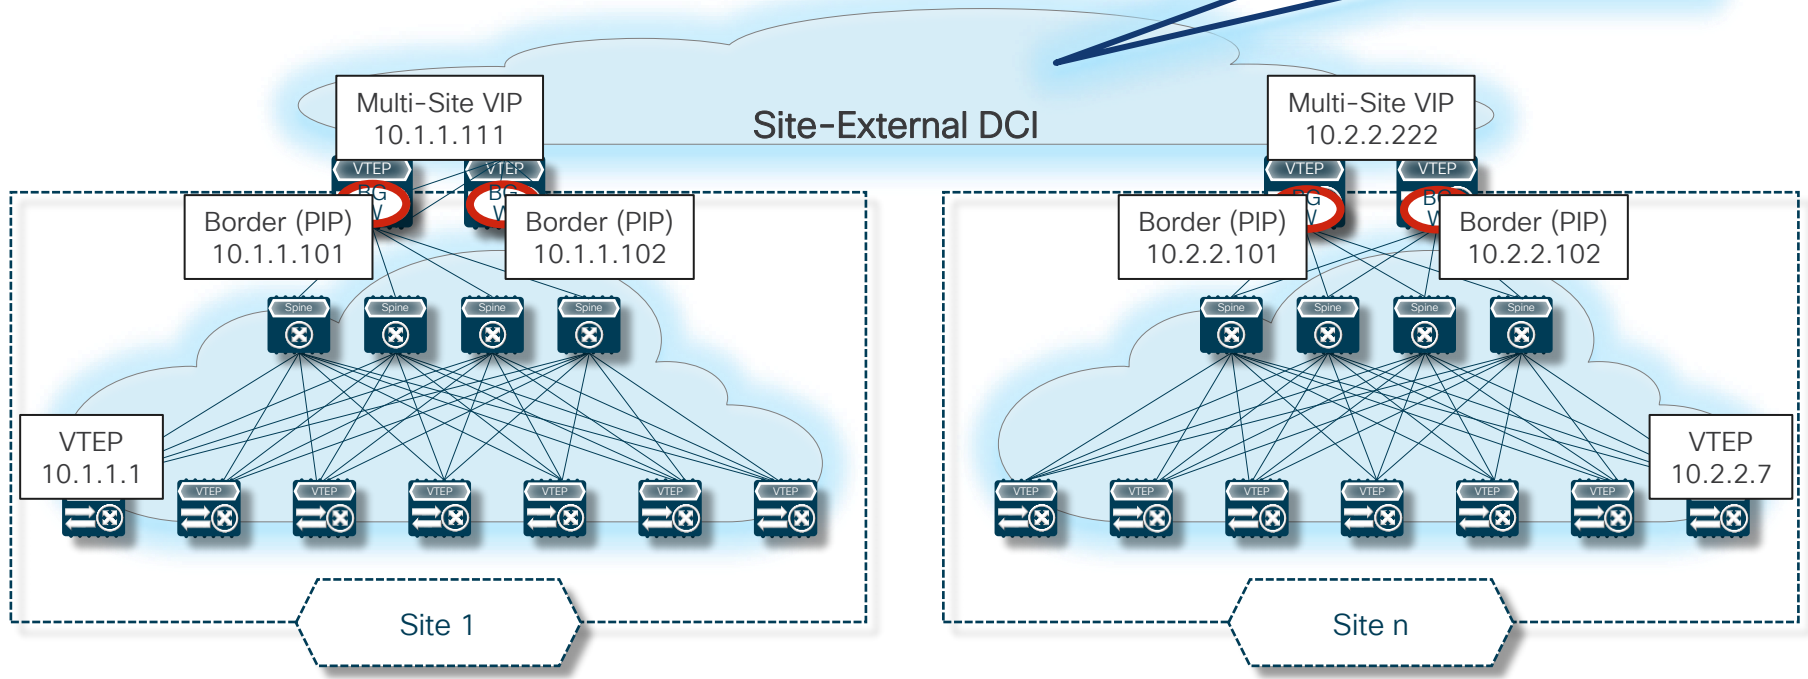 Multi-Site VIP
10.1.1.111
Multi-Site VIP
10.2.2.222
Site-External DCI
VTEP
VTEP
VTEP
VTEP
BG
W
BG
W
Border (PIP)
10.1.1.101
Border (PIP)
10.1.1.102
Border (PIP)
10.2.2.101
Border (PIP)
10.2.2.102
Spine
Spine
Spine
Spine
Spine
Spine
Spine
Spine
VTEP
10.1.1.1
VTEP
10.2.2.7
VTEP
VTEP
VTEP
VTEP
VTEP
VTEP
VTEP
VTEP
VTEP
VTEP
VTEP
VTEP
Site 1
Site n